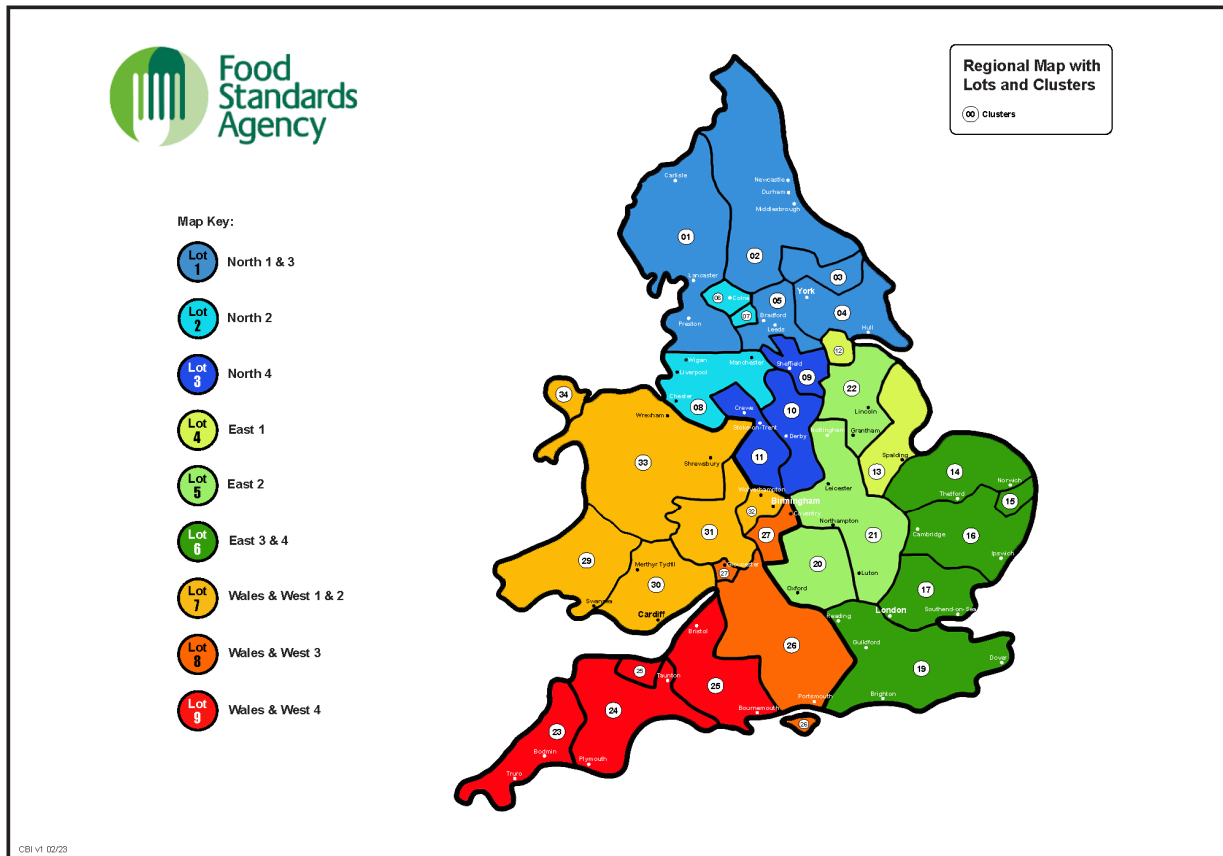 Food
Standards
Agency
Regional Map with
Lots and Clusters
00 Clusters
Map Key:
Lot
1
North 1 & 3
Lot
2
North 2
Lot
3
North 4
Lot
4
East 1
Lot
5
East 2
Lot
6
East 3 & 4
Lot
7
Wales & West 1 & 2
Lot
8
Wales & West 3
Lot
9
Wales & West 4
Carlisle
Newcastle
Durham
Middlesbrough
01
02
03
Lancaster
06
Colne
05
York
07
Bradford
04
Preston
Leeds
Hull
Wigan
Manchester
Sheffield
12
Liverpool
09
34
Chester
08
Crewe
10
22
Lincoln
Wrexham
Stoke-on-Trent
Derby
Nottingham
Grantham
33
Shrewsbury
11
Spalding
13
14
Norwich
Wolverhampton
Leicester
Thetford
15
Birmingham
32
Coventry
31
27
Northampton
Cambridge
16
21
29
Merthyr Tydfil
27
Gloucester
20
Luton
Ipswich
30
Oxford
17
Swansea
Cardiff
London
Southend-on-Sea
Reading
Bristol
26
Guildford
19
Dover
25
Taunton
25
Portsmouth
Brighton
24
Bournemouth
26
23
Bodmin
Plymouth
Truro
CBI v1 02/23